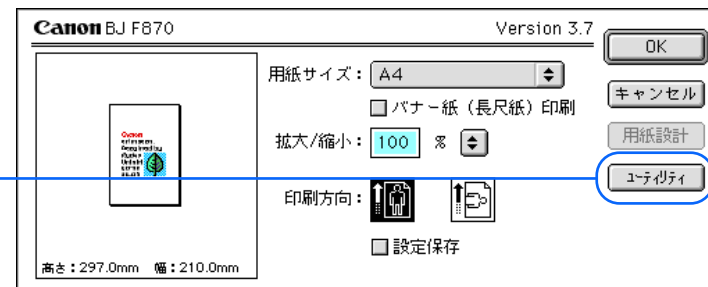 Canon BJ F870
Version 3.7
OK
用紙サイズ： A4
バナー紙（長尺紙）印刷
キャンセル
拡大/縮小： 100 %
用紙設計
ユーティリティ
印刷方向：
設定保存
高さ：297.0mm 幅：210.0mm
Canon